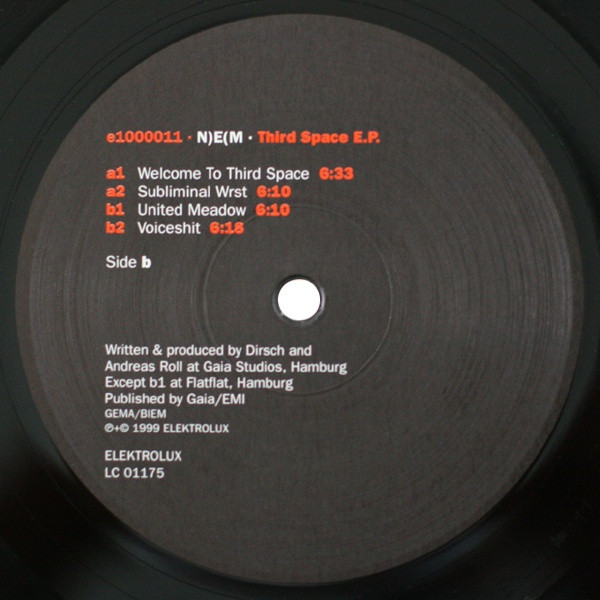 e1000011 · N)E(M · Third Space E.P.
a1 Welcome To Third Space 6:33
a2 Subliminal Wrst 6:10
b1 United Meadow 6:10
b2 Voiceshit 6:18
Side b
Written & produced by Dirsch and
Andreas Roll at Gaia Studios, Hamburg
Except b1 at Flatflat, Hamburg
Published by Gaia/EMI
GEMA/BIEM
℗+© 1999 ELEKTROLUX
ELEKTROLUX
LC 01175